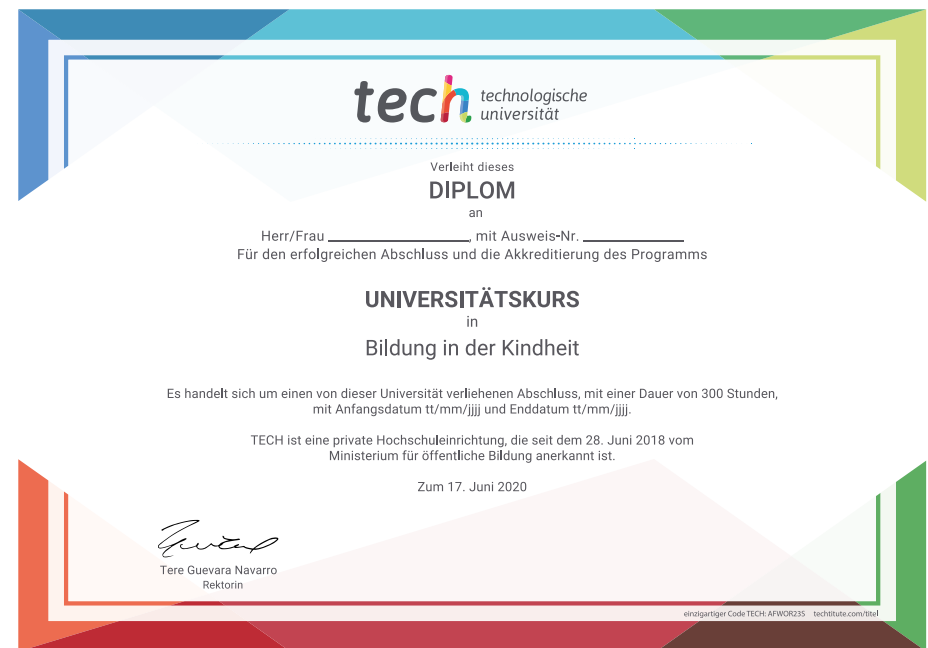 tech technologische
universität
Verleiht dieses
DIPLOM
an
Herr/Frau ____________________, mit Ausweis-Nr. ______________
Für den erfolgreichen Abschluss und die Akkreditierung des Programms
UNIVERSITÄTSKURS
in
Bildung in der Kindheit
Es handelt sich um einen von dieser Universität verliehenen Abschluss, mit einer Dauer von 300 Stunden,
mit Anfangsdatum tt/mm/jjjj und Enddatum tt/mm/jjjj.
TECH ist eine private Hochschuleinrichtung, die seit dem 28. Juni 2018 vom
Ministerium für öffentliche Bildung anerkannt ist.
Zum 17. Juni 2020
Tere Guevara Navarro
Rektorin
einzigartiger Code TECH: AFWOR23S techtitute.com/titel